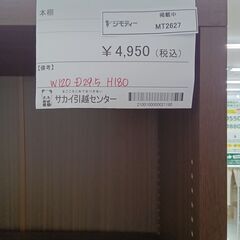 本棚
ジモティー
掲載中
MT2627
¥4,950(税込)
【備考】
W120 D29.5 H180
サカイ引越センター